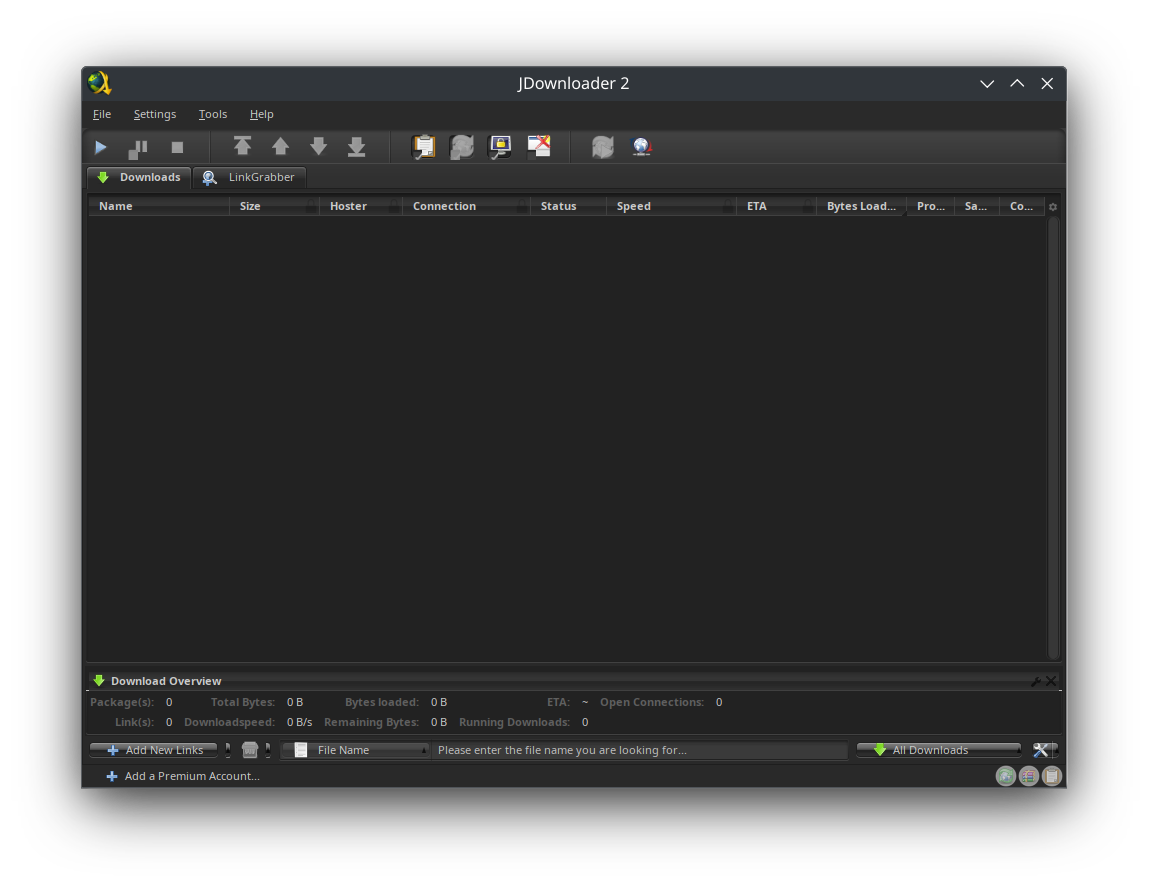 JDownloader 2
File Settings Tools Help
Downloads LinkGrabber
Name Size Hoster Connection Status Speed ETA Bytes Load... Pro... Sa... Co...
Download Overview
Package(s): 0 Total Bytes: 0 B Bytes loaded: 0 B ETA: ~ Open Connections: 0
Link(s): 0 Downloadspeed: 0 B/s Remaining Bytes: 0 B Running Downloads: 0
Add New Links File Name Please enter the file name you are looking for... All Downloads
Add a Premium Account...